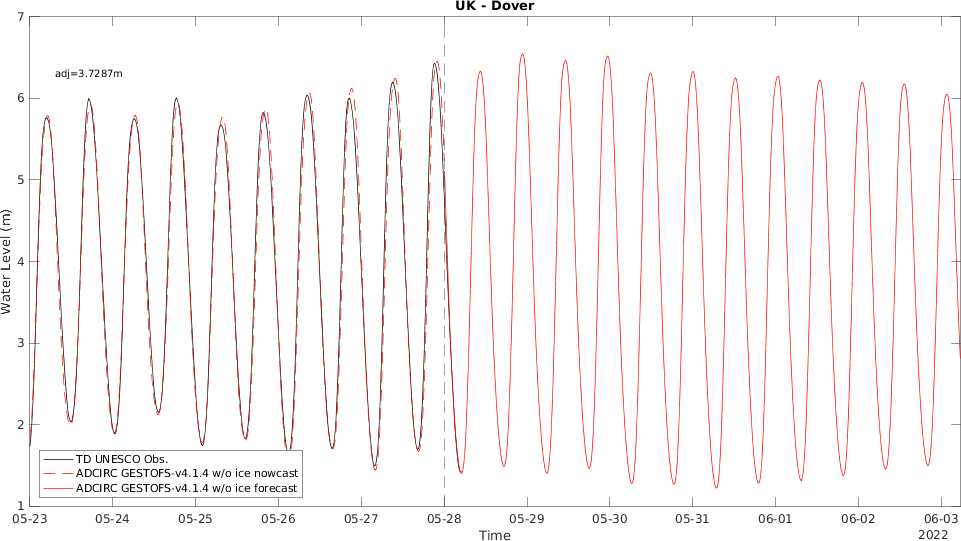 UK - Dover
7
adj=3.7287m
6
5
4
3
2
1
Water Level (m)
TD UNESCO Obs.
ADCIRC GESTOFS-v4.1.4 w/o ice nowcast
ADCIRC GESTOFS-v4.1.4 w/o ice forecast
05-23 05-24 05-25 05-26 05-27 05-28 05-29 05-30 05-31 06-01 06-02 06-03
Time 2022